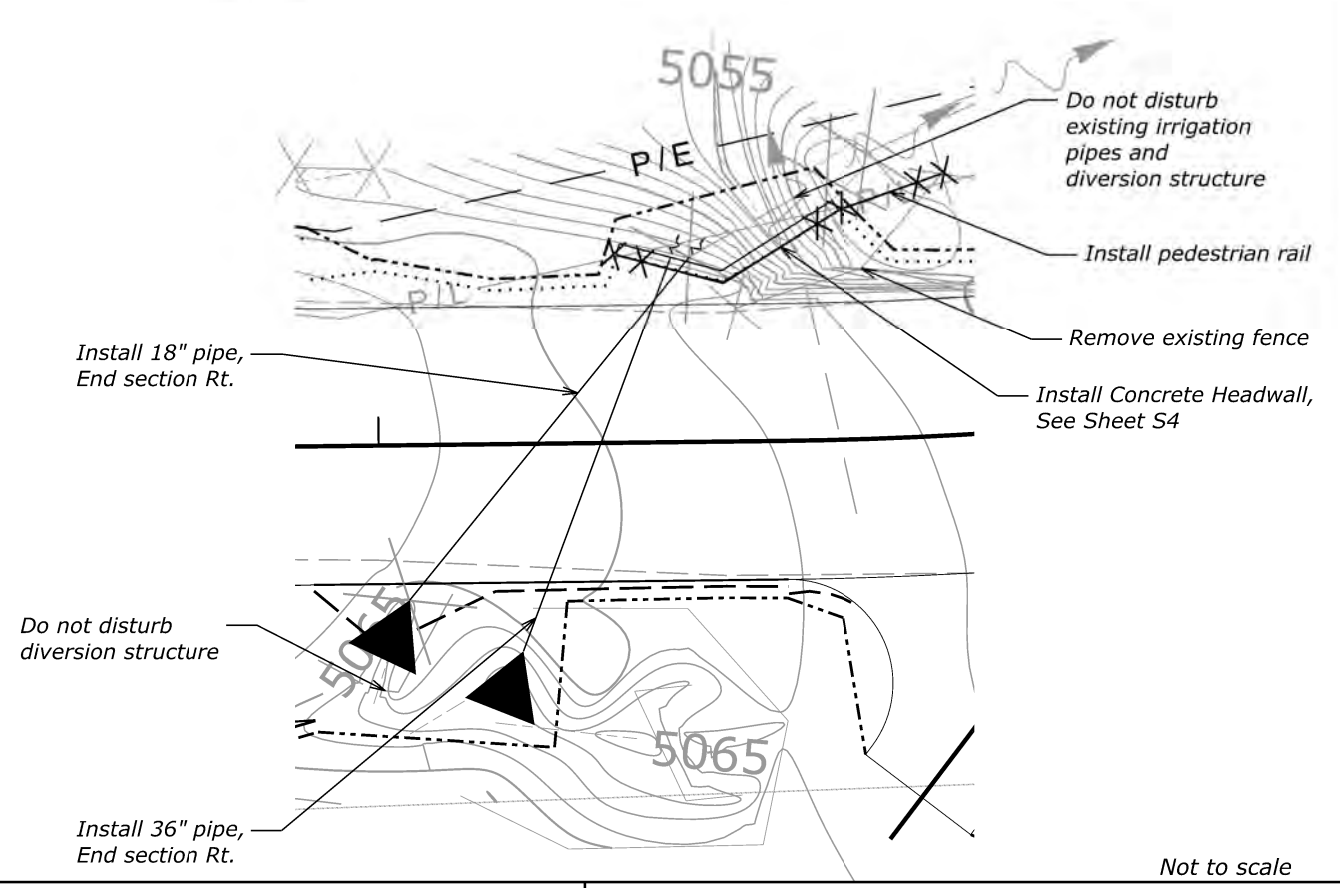 5055
Do not disturb
existing irrigation
pipes and
diversion structure
P/E
Install pedestrian rail
P/L
Remove existing fence
Install 18" pipe,
End section Rt.
Install Concrete Headwall,
See Sheet S4
Do not disturb
diversion structure
5065
5065
Install 36" pipe,
End section Rt.
Not to scale